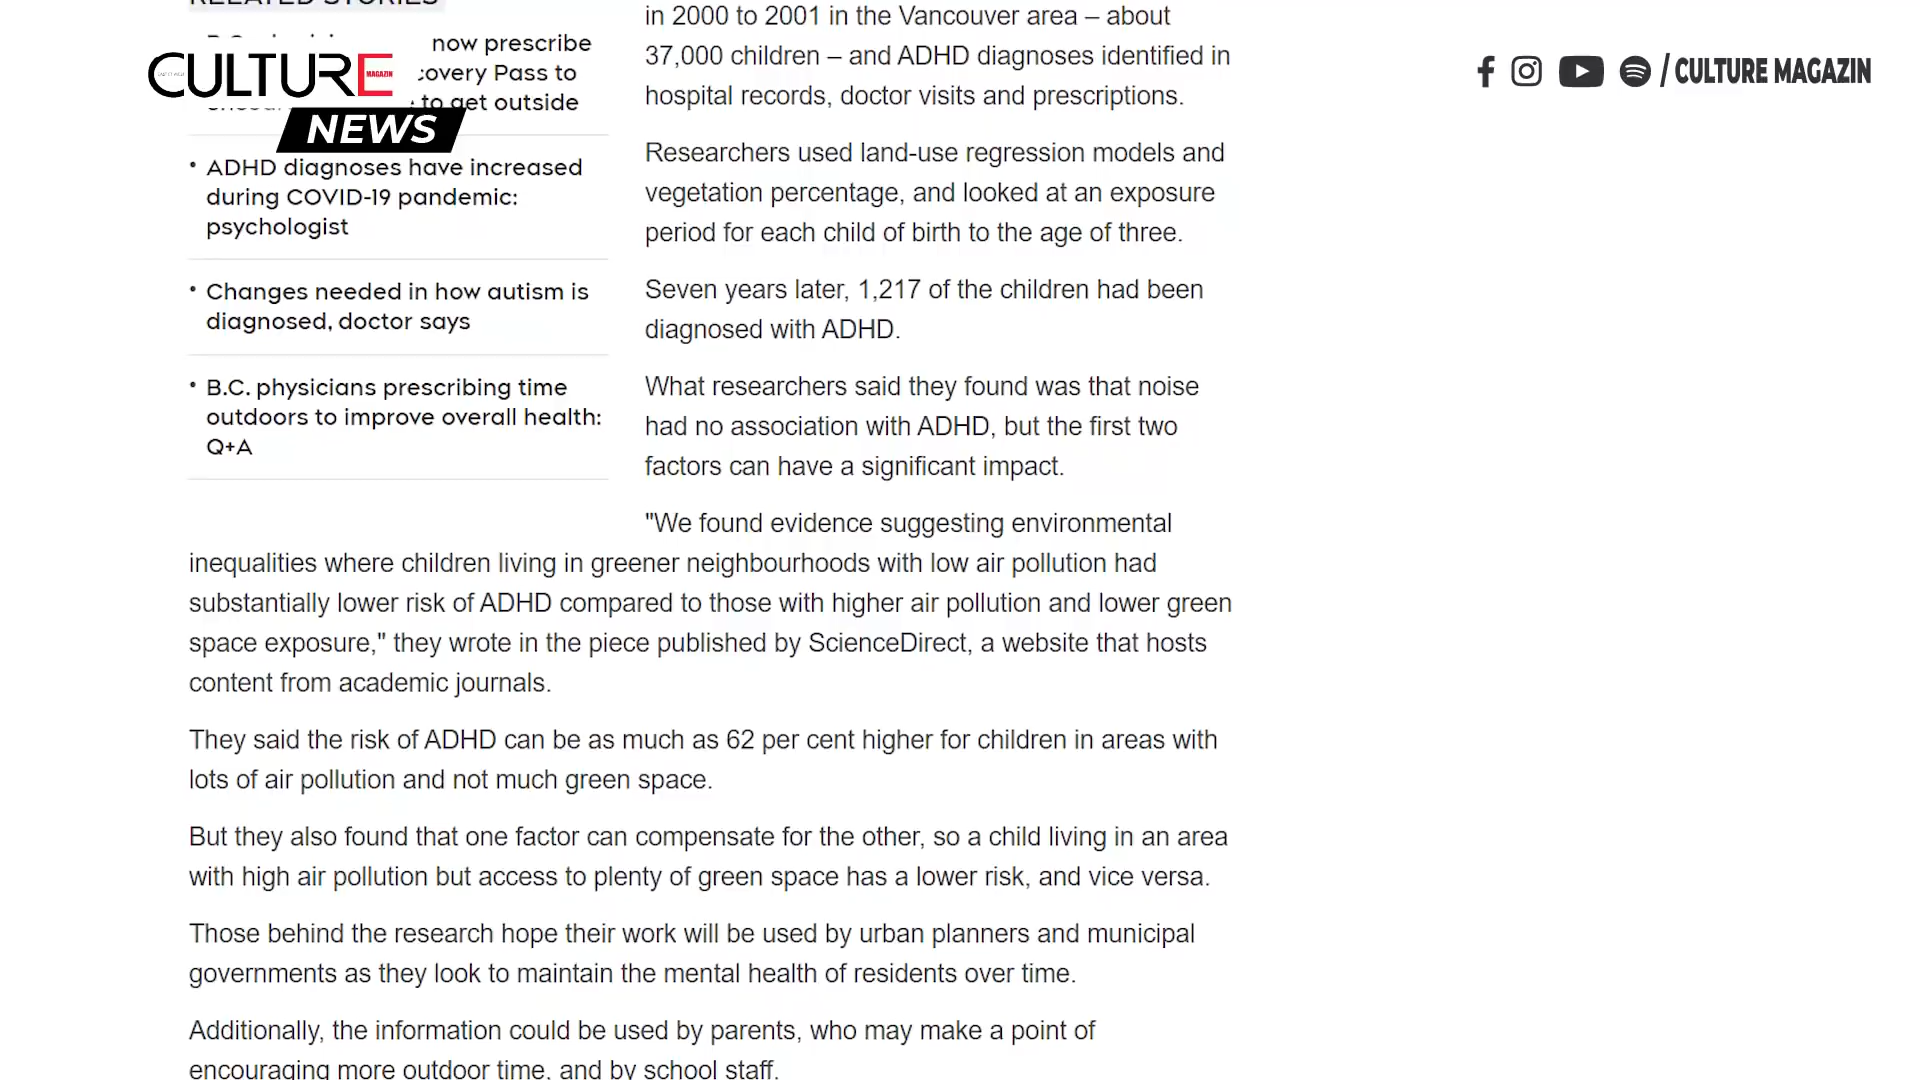 RELATED STORIES
now prescribe
covery Pass to
to get outside
CULTURE
MAGAZIN
NEWS
• ADHD diagnoses have increased
during COVID-19 pandemic:
psychologist
• Changes needed in how autism is
diagnosed, doctor says
• B.C. physicians prescribing time
outdoors to improve overall health:
Q+A
/ CULTURE MAGAZIN
in 2000 to 2001 in the Vancouver area – about
37,000 children – and ADHD diagnoses identified in
hospital records, doctor visits and prescriptions.
Researchers used land-use regression models and
vegetation percentage, and looked at an exposure
period for each child of birth to the age of three.
Seven years later, 1,217 of the children had been
diagnosed with ADHD.
What researchers said they found was that noise
had no association with ADHD, but the first two
factors can have a significant impact.
"We found evidence suggesting environmental
inequalities where children living in greener neighbourhoods with low air pollution had
substantially lower risk of ADHD compared to those with higher air pollution and lower green
space exposure," they wrote in the piece published by ScienceDirect, a website that hosts
content from academic journals.
They said the risk of ADHD can be as much as 62 per cent higher for children in areas with
lots of air pollution and not much green space.
But they also found that one factor can compensate for the other, so a child living in an area
with high air pollution but access to plenty of green space has a lower risk, and vice versa.
Those behind the research hope their work will be used by urban planners and municipal
governments as they look to maintain the mental health of residents over time.
Additionally, the information could be used by parents, who may make a point of
encouraging more outdoor time, and by school staff.